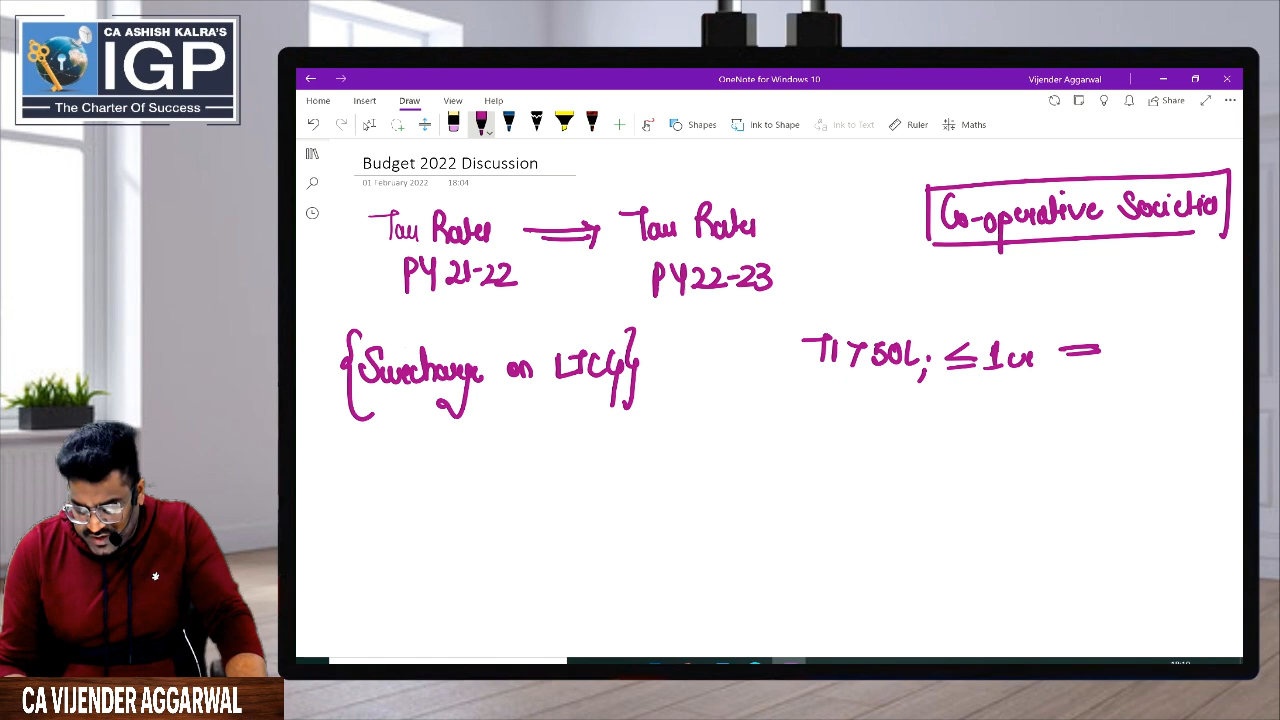 CA ASHISH KALRA'S
IGP
The Charter Of Success
OneNote for Windows 10
Vijender Aggarwal
Home Insert Draw View Help
Share
Shapes Ink to Shape Ink to Text Ruler Maths
Budget 2022 Discussion
01 February 2022 18:04
Co-operative Societies
Tax Rates ⇒ Tax Rates
PY 21-22 PY 22-23
{Surcharge on LTCG} TI > 50L; ≤ 1cr =
CA VIJENDER AGGARWAL